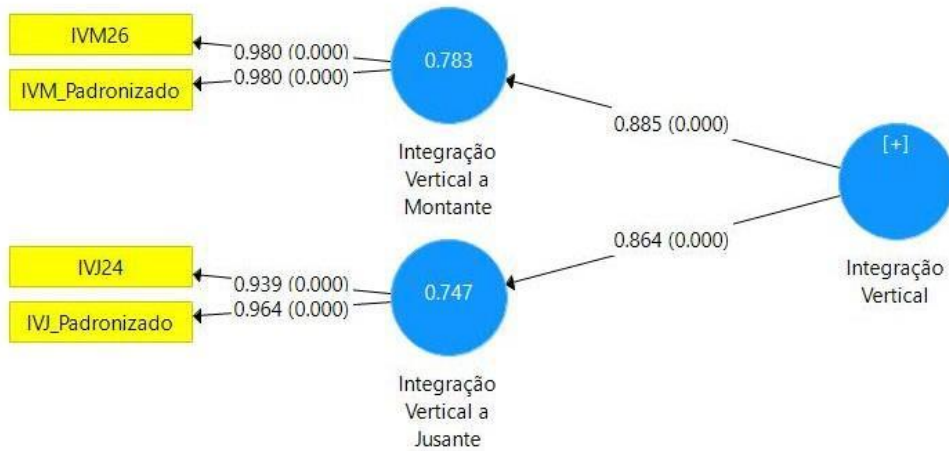 IVM26
0.980 (0.000)
IVM_Padronizado
0.980 (0.000)
0.783
Integração
Vertical a
Montante
0.885 (0.000)
[+]
Integração
Vertical
0.864 (0.000)
IVJ24
0.939 (0.000)
IVJ_Padronizado
0.964 (0.000)
0.747
Integração
Vertical a
Jusante